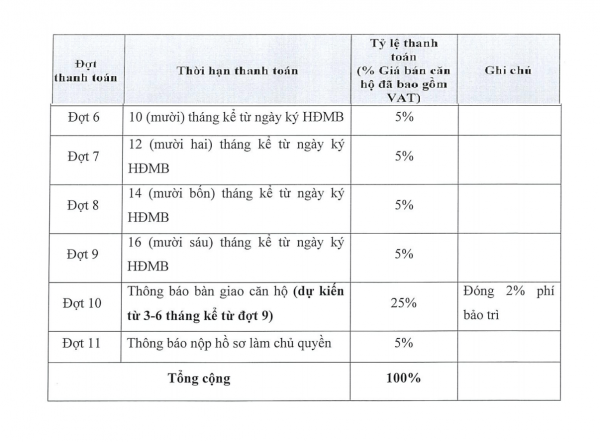 Đợt
thanh toán
Thời hạn thanh toán
Tỷ lệ thanh
toán
(% Giá bán căn
hộ đã bao gồm
VAT)
Ghi chú
Đợt 6
10 (mười) tháng kể từ ngày ký HĐMB
5%
Đợt 7
12 (mười hai) tháng kể từ ngày ký
HĐMB
5%
Đợt 8
14 (mười bốn) tháng kể từ ngày ký
HĐMB
5%
Đợt 9
16 (mười sáu) tháng kể từ ngày ký
HĐMB
5%
Đợt 10
Thông báo bàn giao căn hộ (dự kiến
từ 3-6 tháng kể từ đợt 9)
25%
Đóng 2% phí
bảo trì
Đợt 11
Thông báo nộp hồ sơ làm chủ quyền
5%
Tổng cộng
100%